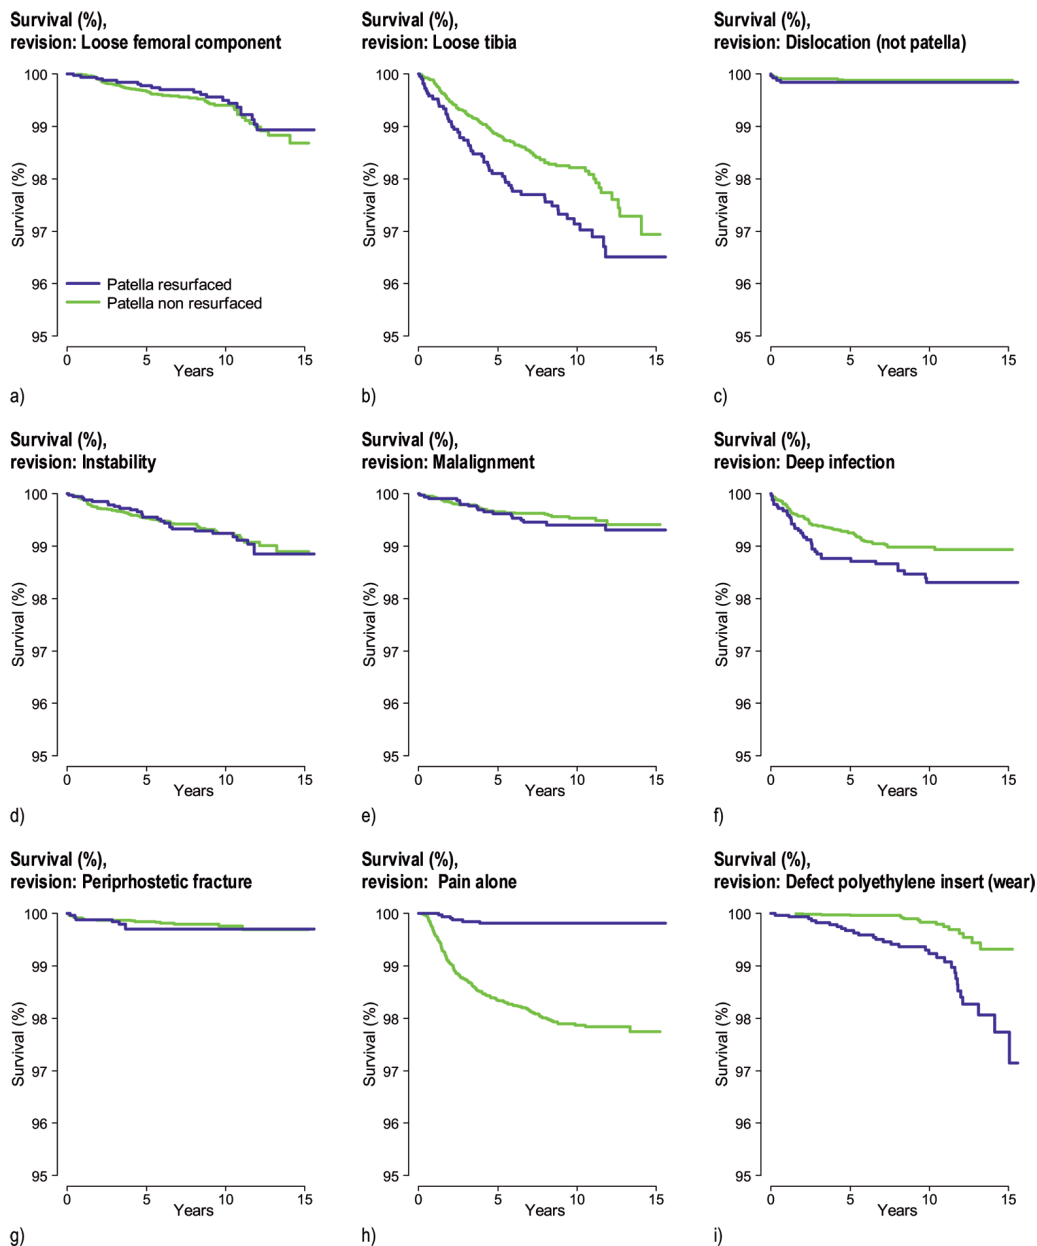 Survival (%),
revision: Loose femoral component
100
99
98
97
96
95
Survival (%)
Patella resurfaced
Patella non resurfaced
0 5 10 15
Years
a)
Survival (%),
revision: Loose tibia
100
99
98
97
96
95
Survival (%)
0 5 10 15
Years
b)
Survival (%),
revision: Dislocation (not patella)
100
99
98
97
96
95
Survival (%)
0 5 10 15
Years
c)
Survival (%),
revision: Instability
100
99
98
97
96
95
Survival (%)
0 5 10 15
Years
d)
Survival (%),
revision: Malalignment
100
99
98
97
96
95
Survival (%)
0 5 10 15
Years
e)
Survival (%),
revision: Deep infection
100
99
98
97
96
95
Survival (%)
0 5 10 15
Years
f)
Survival (%),
revision: Periprhostetic fracture
100
99
98
97
96
95
Survival (%)
0 5 10 15
Years
g)
Survival (%),
revision: Pain alone
100
99
98
97
96
95
Survival (%)
0 5 10 15
Years
h)
Survival (%),
revision: Defect polyethylene insert (wear)
100
99
98
97
96
95
Survival (%)
0 5 10 15
Years
i)